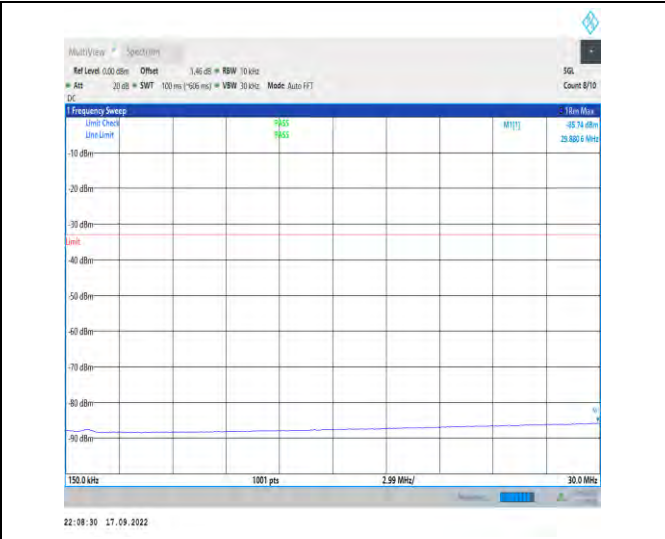 MultiView Spectrum
Ref Level 0.00 dBm Offset 1.46 dB RBW 10 kHz SGL
Att 20 dB SWT 100 ms (~606 ms) VBW 30 kHz Mode Auto FFT Count 8/10
DC
1 Frequency Sweep 1Rm Max
Limit Check PASS M1[1] -85.74 dBm
Line Limit PASS 29.8806 MHz
-10 dBm
-20 dBm
-30 dBm
Limit
-40 dBm
-50 dBm
-60 dBm
-70 dBm
-80 dBm
-90 dBm
150.0 kHz 1001 pts 2.99 MHz/ 30.0 MHz
22:08:30 17.09.2022